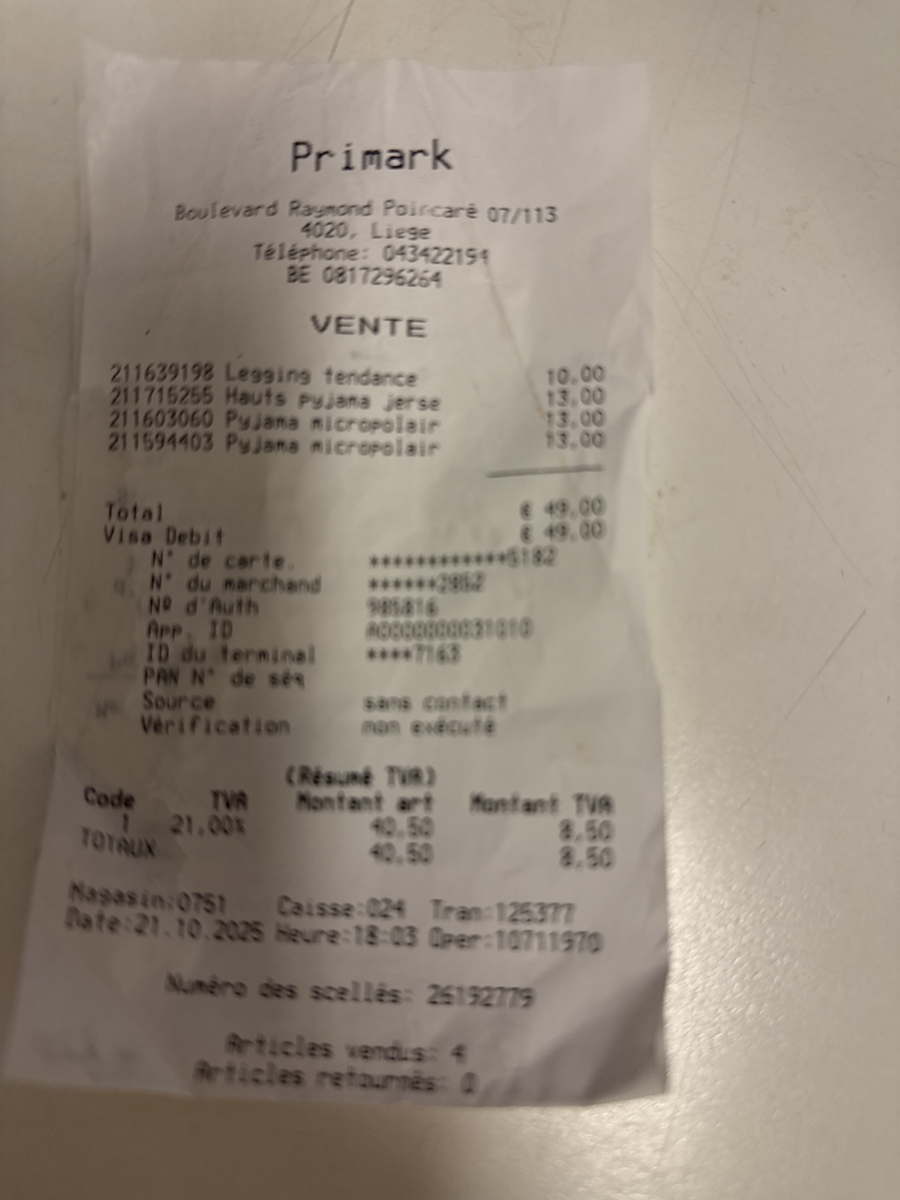 Primark
Boulevard Raymond Poircaré 07/113
4020, Liege
Téléphone: 043422194
BE 0817296264
VENTE
211639198 Legging tendance 10,00
211715255 Hauts pyjama jerse 13,00
211603060 Pyjama micropolair 13,00
211594403 Pyjama micropolair 13,00
Total € 49,00
Visa Debit € 49,00
N° de carte. ************5182
N° du marchand ******2952
Nº d'Auth 985816
App. ID A0000000031010
ID du terminal ****7163
PAN N° de séq
Source sans contact
Vérification non exécuté
(Résumé TVA)
Code TVA Montant art Montant TVA
1 21.00% 40,50 8,50
TOTAUX 40,50 8,50
Magasin:0751 Caisse:024 Tran:125377
Date:21.10.2025 Heure:18:03 Oper:10711970
Numéro des scellés: 26192779
Articles vendus: 4
Articles retournés: 0